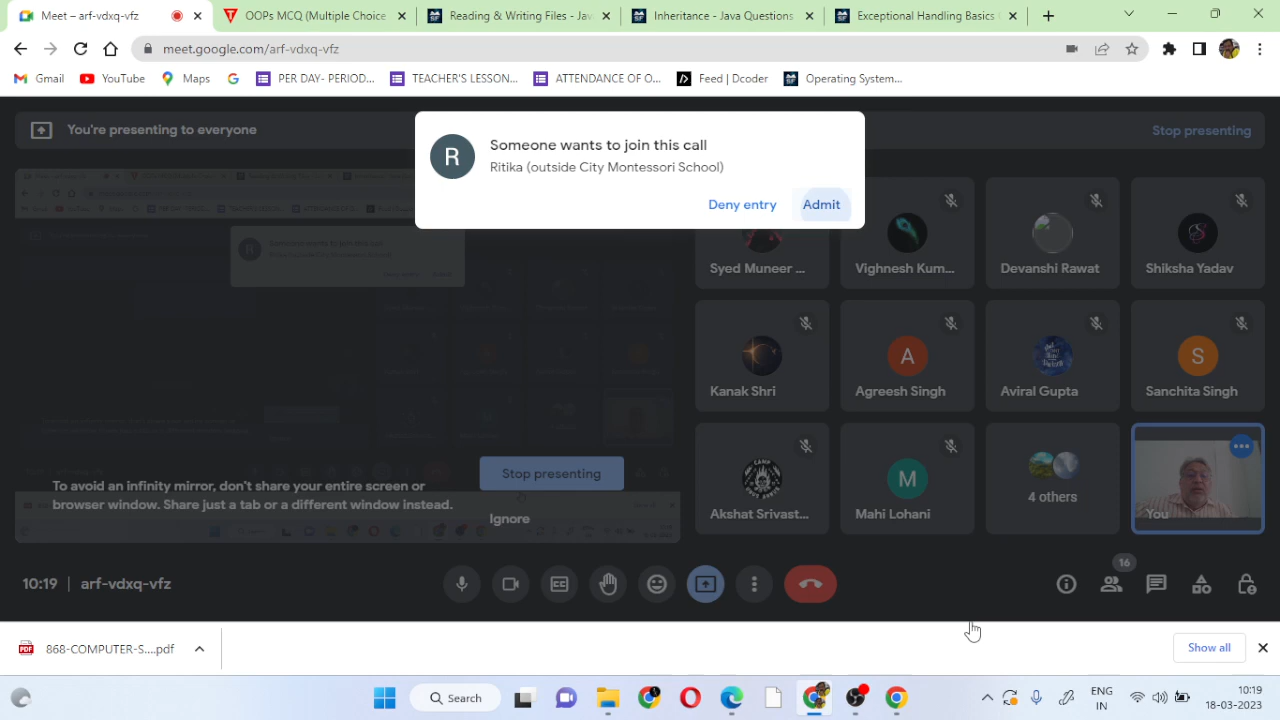 Meet – arf-vdxq-vfz
OOPs MCQ (Multiple Choice
Reading & Writing Files - Jav
Inheritance - Java Questions
Exceptional Handling Basics
meet.google.com/arf-vdxq-vfz
Gmail
YouTube
Maps
PER DAY- PERIOD...
TEACHER'S LESSON...
ATTENDANCE OF O...
Feed | Dcoder
Operating System...
You're presenting to everyone
Stop presenting
R
Someone wants to join this call
Ritika (outside City Montessori School)
Deny entry
Admit
Syed Muneer ...
Vighnesh Kum...
Devanshi Rawat
Shiksha Yadav
Kanak Shri
A
Agreesh Singh
Aviral Gupta
S
Sanchita Singh
To avoid an infinity mirror, don't share your entire screen or
browser window. Share just a tab or a different window instead.
Stop presenting
Ignore
Akshat Srivast...
M
Mahi Lohani
4 others
You
10:19 | arf-vdxq-vfz
16
868-COMPUTER-S....pdf
Show all
Search
ENG
IN
10:19
18-03-2023